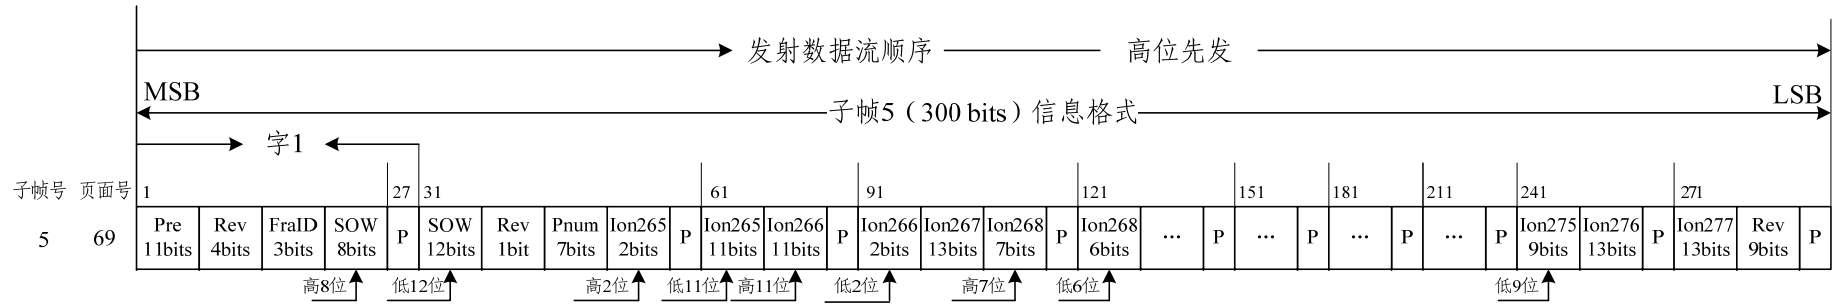 发射数据流顺序 高位先发
MSB LSB
子帧5（300 bits）信息格式
字1
子帧号 页面号 1 27 31 61 91 121 151 181 211 241 271
5 69 Pre 11bits Rev 4bits FraID 3bits SOW 8bits P SOW 12bits Rev 1bit Pnum 7bits Ion265 2bits P Ion265 11bits Ion266 11bits P Ion266 2bits Ion267 13bits Ion268 7bits P Ion268 6bits ... P ... P ... P ... P Ion275 9bits Ion276 13bits P Ion277 13bits Rev 9bits P
高8位 低12位 高2位 低11位 高11位 低2位 高7位 低6位 低9位